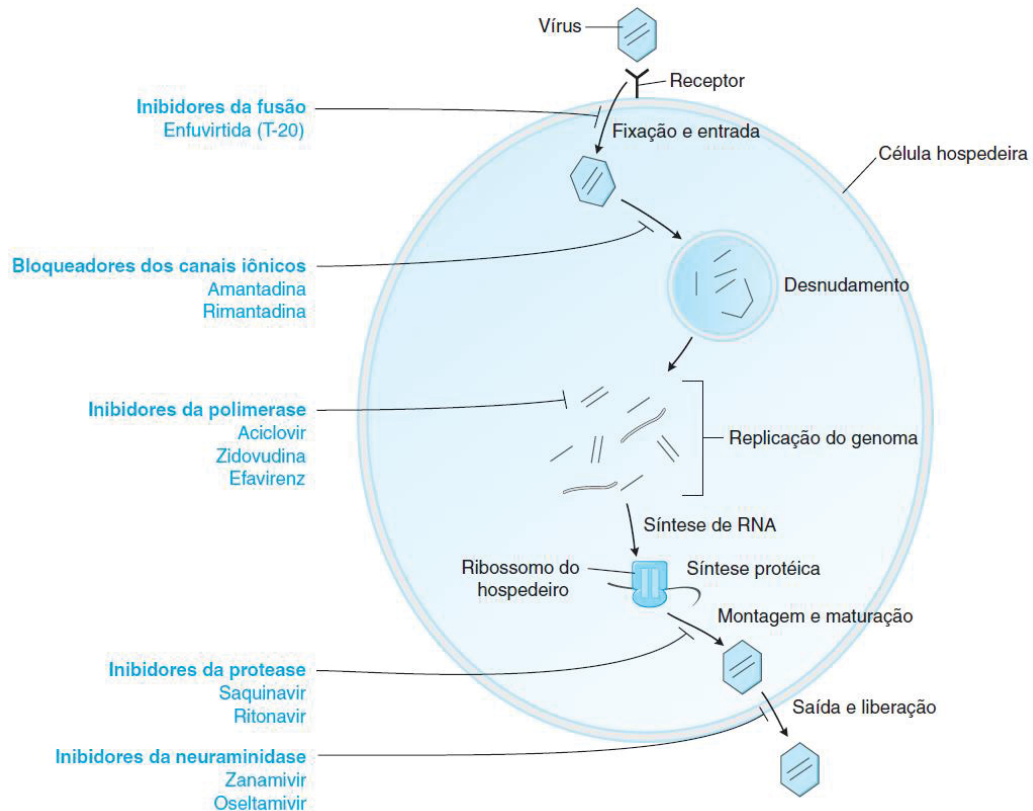 Vírus
Receptor
Inibidores da fusão
Enfuvirtida (T-20)
Fixação e entrada
Célula hospedeira
Bloqueadores dos canais iônicos
Amantadina
Rimantadina
Desnudamento
Inibidores da polimerase
Aciclovir
Zidovudina
Efavirenz
Replicação do genoma
Síntese de RNA
Ribossomo do
hospedeiro
Síntese protéica
Montagem e maturação
Inibidores da protease
Saquinavir
Ritonavir
Saída e liberação
Inibidores da neuraminidase
Zanamivir
Oseltamivir